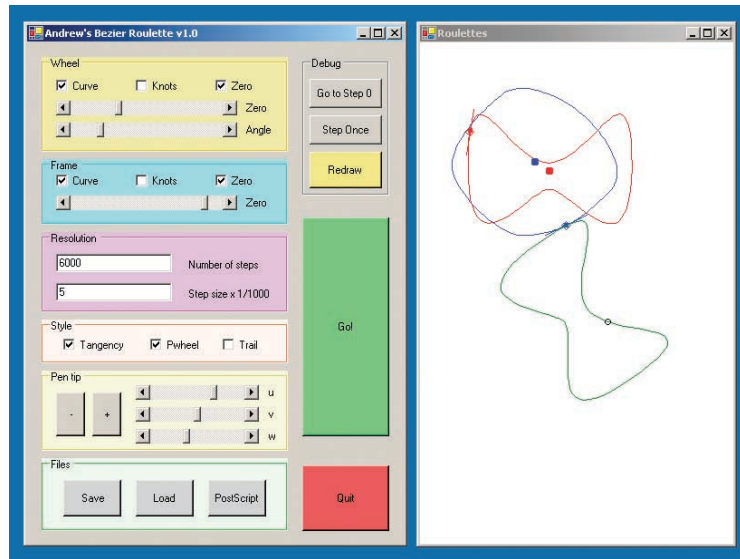 Andrew's Bezier Roulette v1.0
Wheel
Curve Knots Zero
Zero
Angle
Frame
Curve Knots Zero
Zero
Resolution
6000 Number of steps
5 Step size x 1/1000
Style
Tangency Pwheel Trail
Pen tip
- +
u
v
w
Files
Save Load PostScript
Debug
Go to Step 0
Step Once
Redraw
Go!
Quit
Roulettes